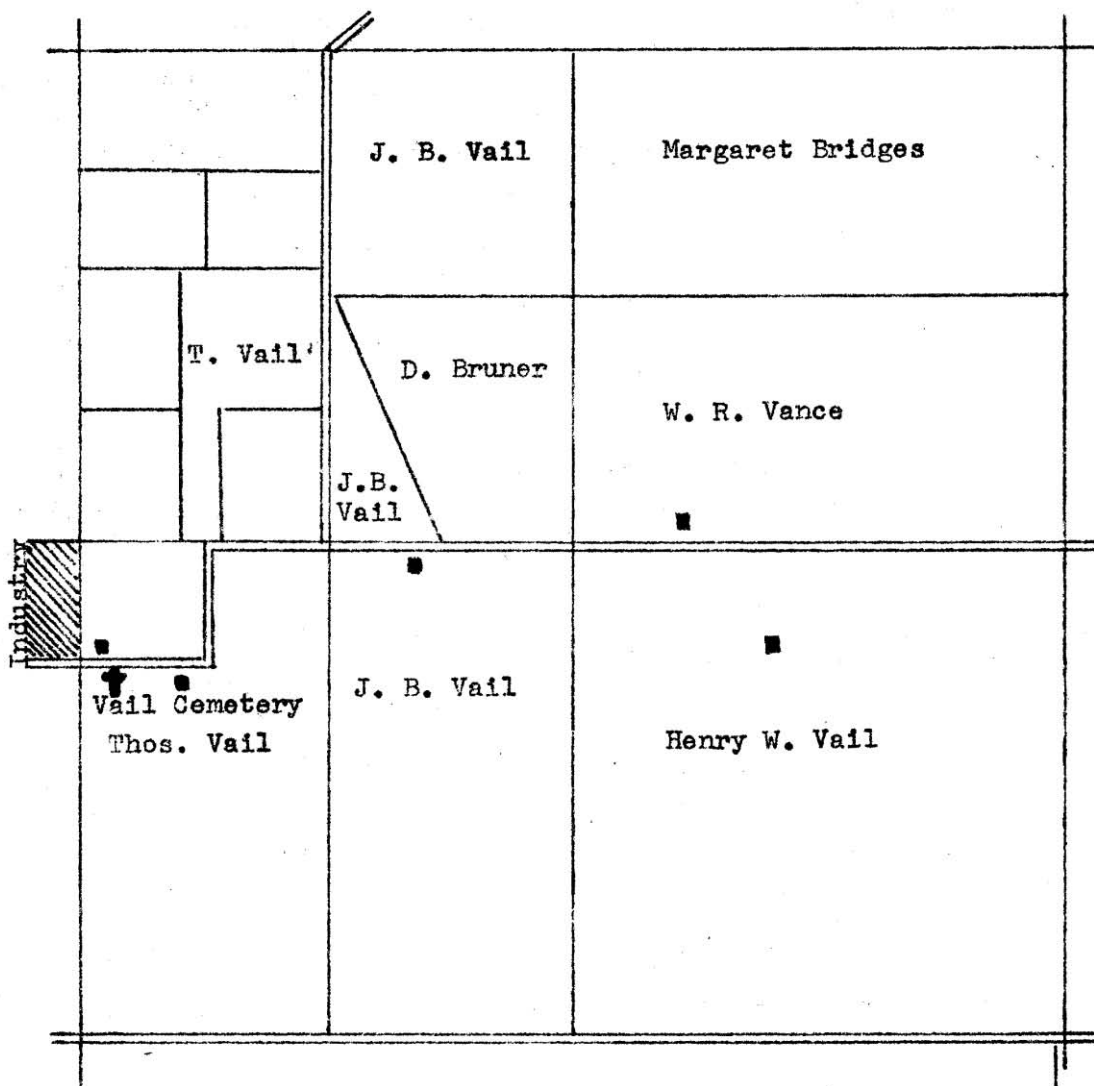 J. B. Vail
Margaret Bridges
T. Vail
D. Bruner
W. R. Vance
J.B.
Vail
Industry
Vail Cemetery
Thos. Vail
J. B. Vail
Henry W. Vail